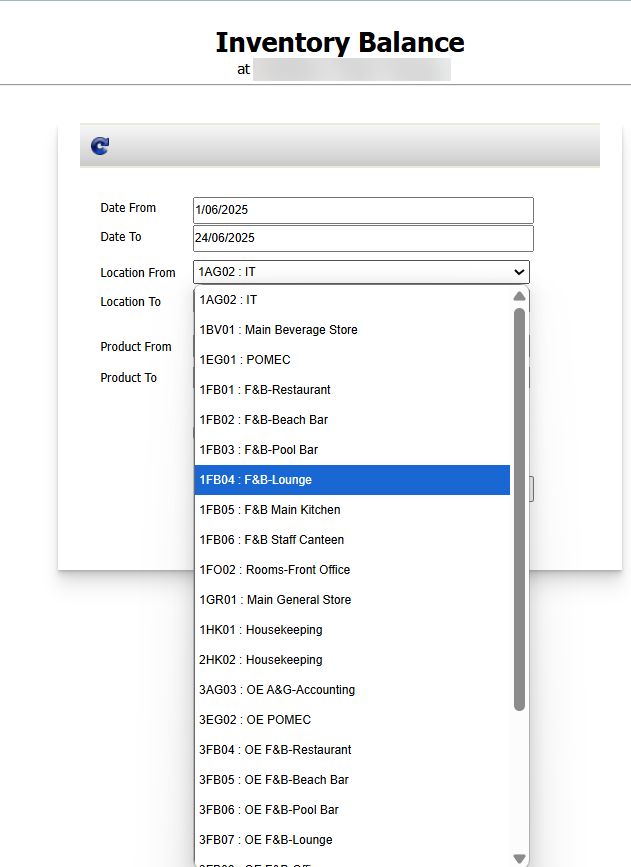 Inventory Balance
at
Date From 1/06/2025
Date To 24/06/2025
Location From 1AG02 : IT
Location To
1AG02 : IT
1BV01 : Main Beverage Store
Product From
1EG01 : POMEC
Product To
1FB01 : F&B-Restaurant
1FB02 : F&B-Beach Bar
1FB03 : F&B-Pool Bar
1FB04 : F&B-Lounge
1FB05 : F&B Main Kitchen
1FB06 : F&B Staff Canteen
1FO02 : Rooms-Front Office
1GR01 : Main General Store
1HK01 : Housekeeping
2HK02 : Housekeeping
3AG03 : OE A&G-Accounting
3EG02 : OE POMEC
3FB04 : OE F&B-Restaurant
3FB05 : OE F&B-Beach Bar
3FB06 : OE F&B-Pool Bar
3FB07 : OE F&B-Lounge